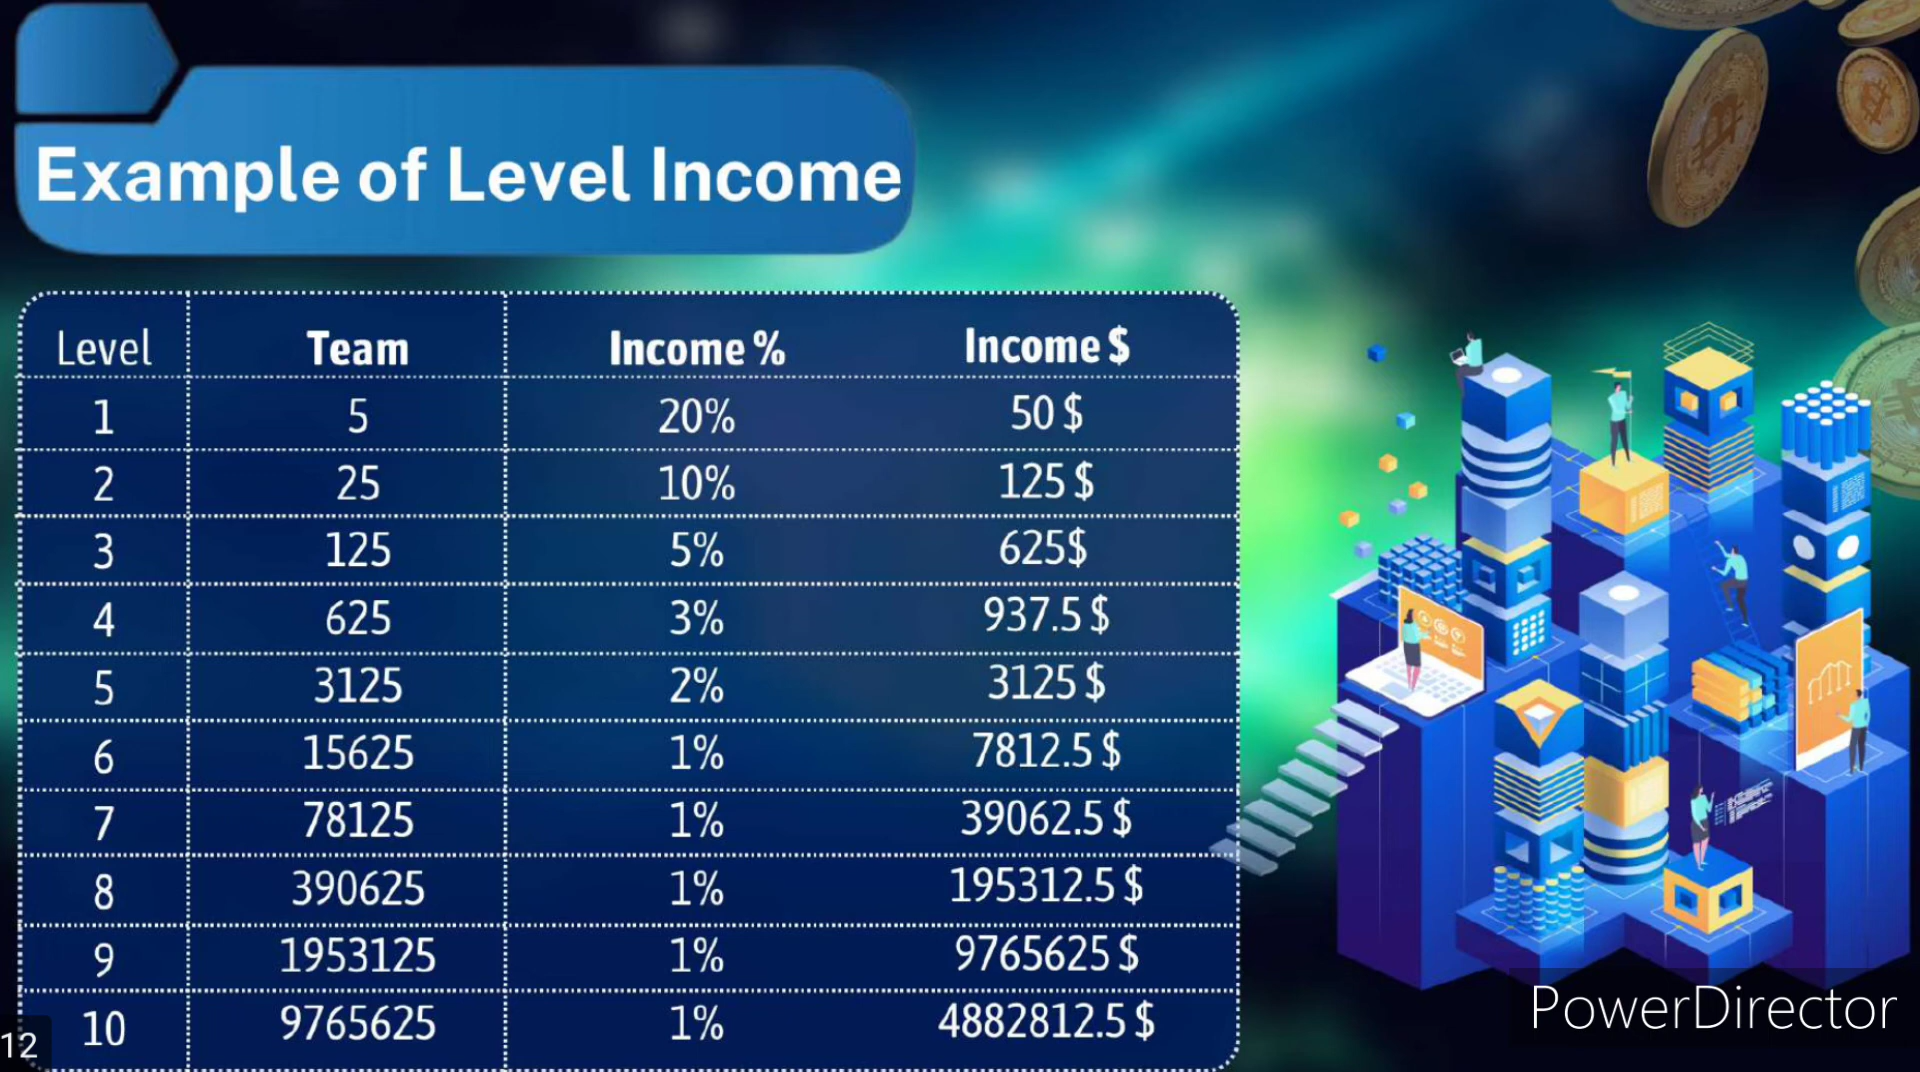 Example of Level Income
Level Team Income % Income $
1 5 20% 50 $
2 25 10% 125 $
3 125 5% 625$
4 625 3% 937.5 $
5 3125 2% 3125 $
6 15625 1% 7812.5 $
7 78125 1% 39062.5 $
8 390625 1% 195312.5 $
9 1953125 1% 9765625 $
10 9765625 1% 4882812.5 $
12
PowerDirector